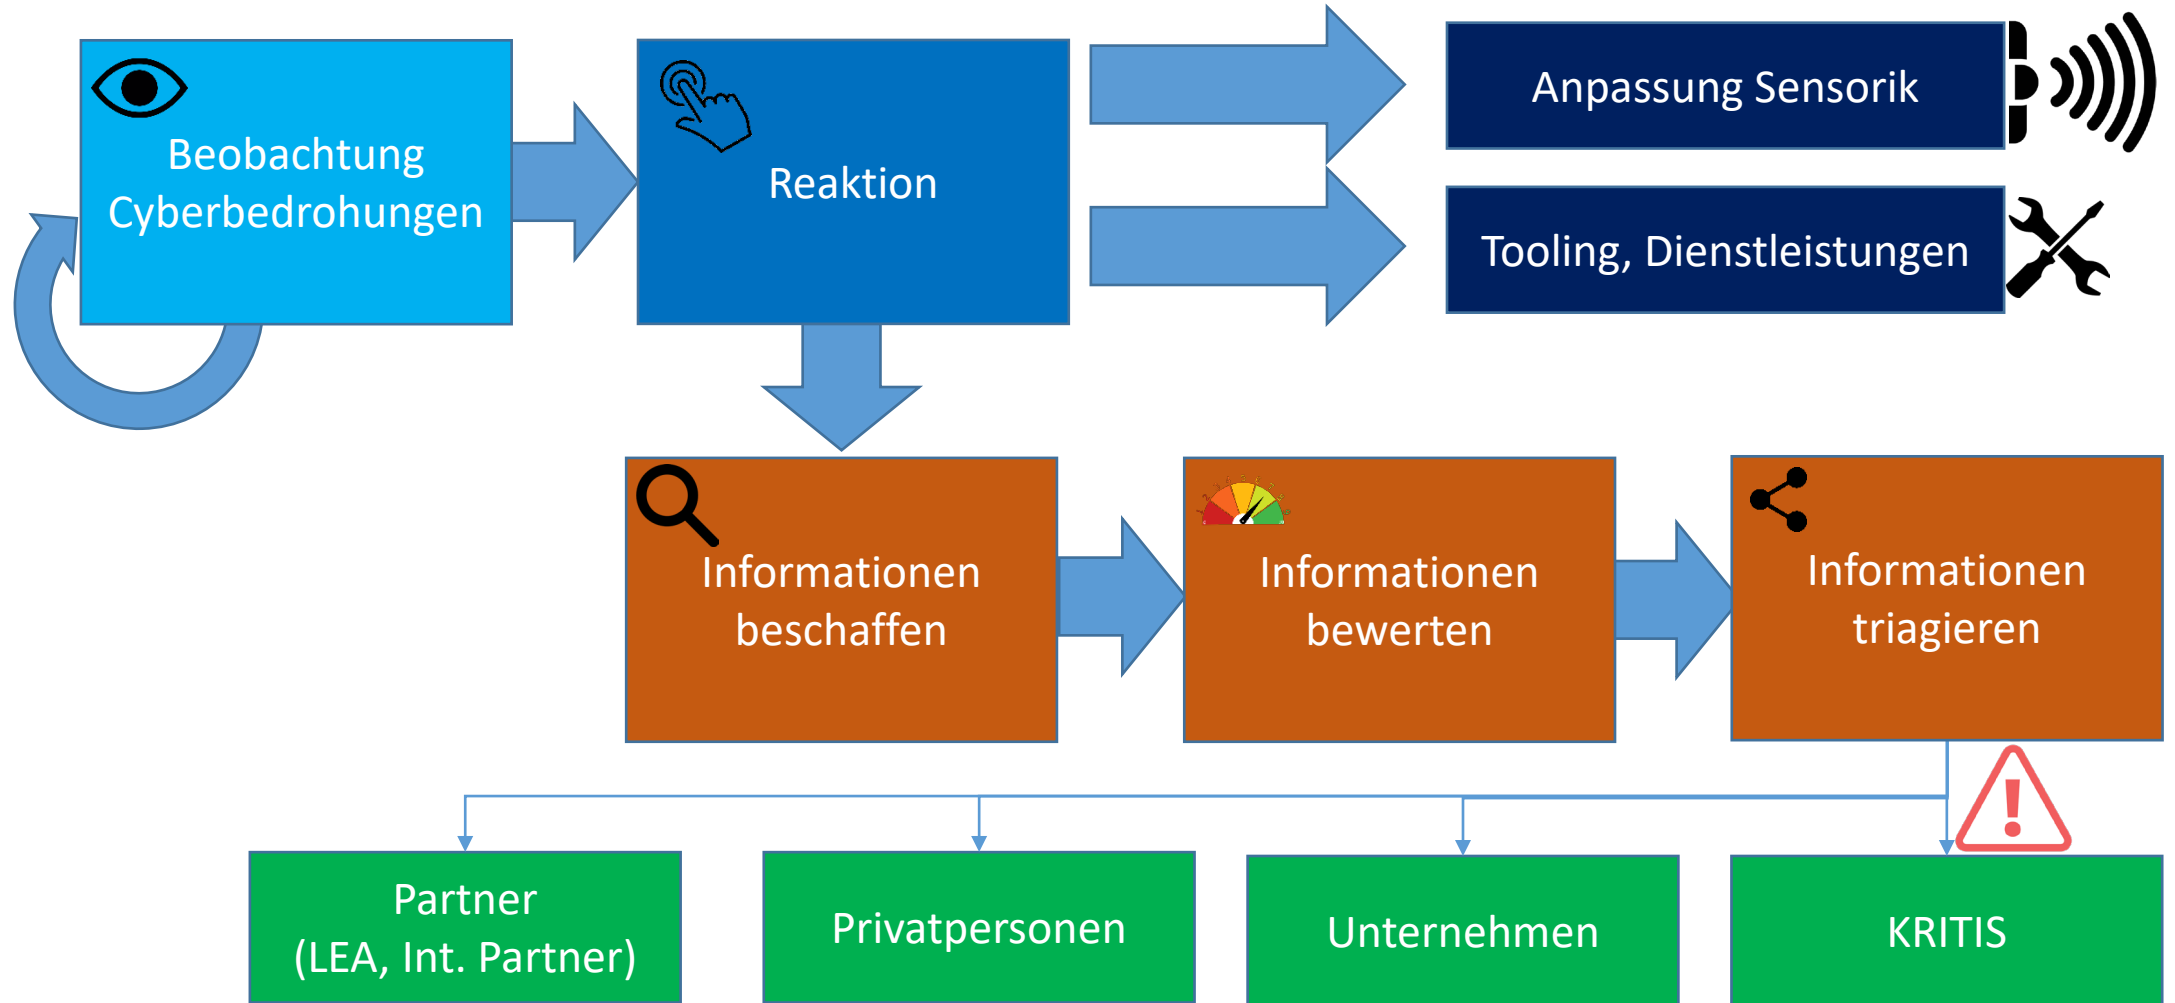 Beobachtung
Cyberbedrohungen
Reaktion
Anpassung Sensorik
Tooling, Dienstleistungen
Informationen
beschaffen
Informationen
bewerten
Informationen
triagieren
Partner
(LEA, Int. Partner)
Privatpersonen
Unternehmen
KRITIS